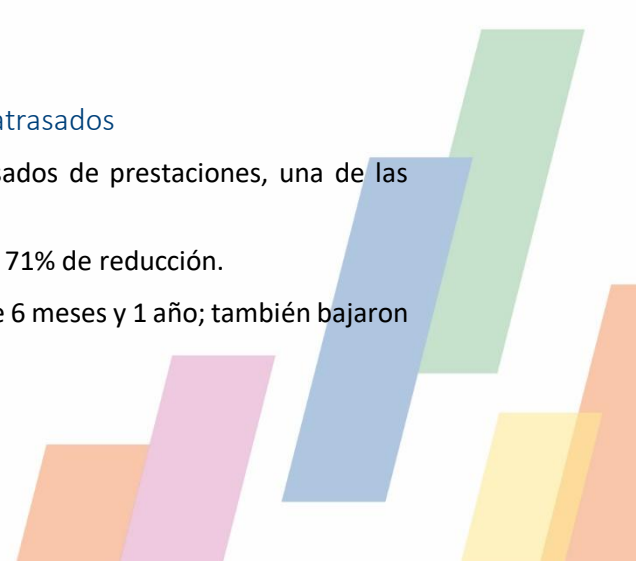 atrasados
sados de prestaciones, una de las
71% de reducción.
e 6 meses y 1 año; también bajaron